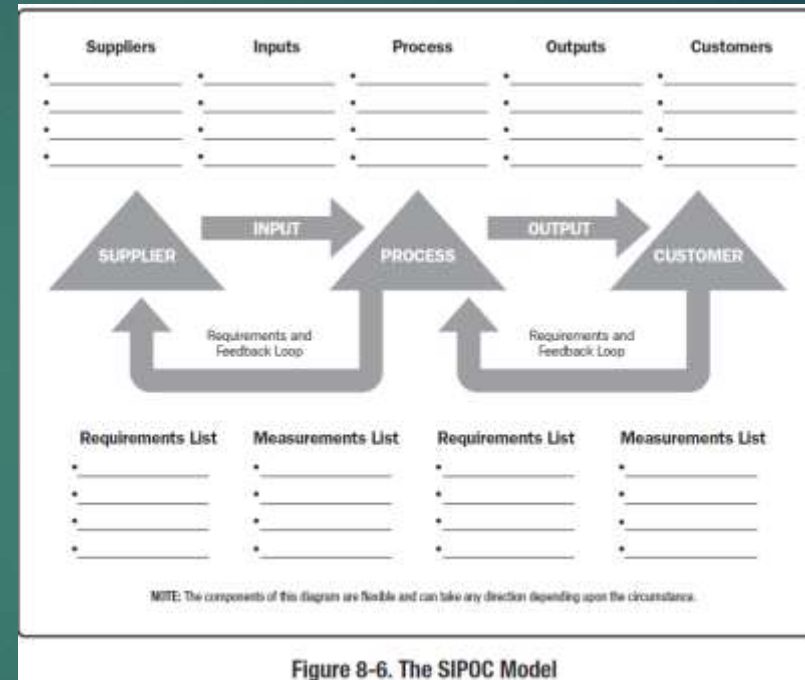 Suppliers Inputs Process Outputs Customers
INPUT OUTPUT
SUPPLIER PROCESS CUSTOMER
Requirements and
Feedback Loop
Requirements and
Feedback Loop
Requirements List Measurements List Requirements List Measurements List
NOTE: The components of this diagram are flexible and can take any direction depending upon the circumstance.
Figure 8-6. The SIPOC Model